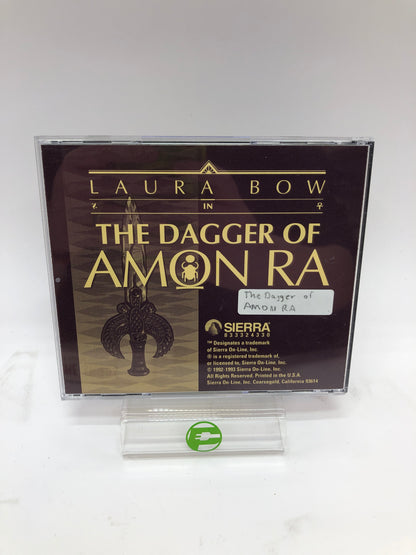 LAURA BOW
IN
THE DAGGER OF
AMON RA
The Dagger of
AMON RA
SIERRA®
033324330
™ Designates a trademark
of Sierra On-Line, Inc.
® is a registered trademark of,
or licensed to, Sierra On-Line, Inc.
© 1992-1993 Sierra On-Line, Inc.
All Rights Reserved. Printed in the U.S.A.
Sierra On-Line, Inc. Coarsegold, California 93614